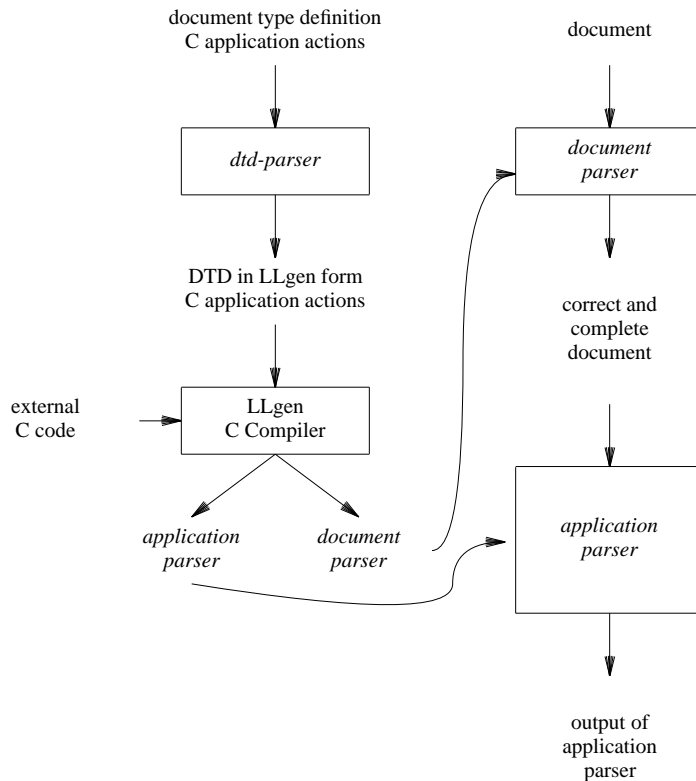 document type definition
C application actions
dtd-parser
DTD in LLgen form
C application actions
external
C code
LLgen
C Compiler
application
parser
document
parser
document
document
parser
correct and
complete
document
application
parser
output of
application
parser